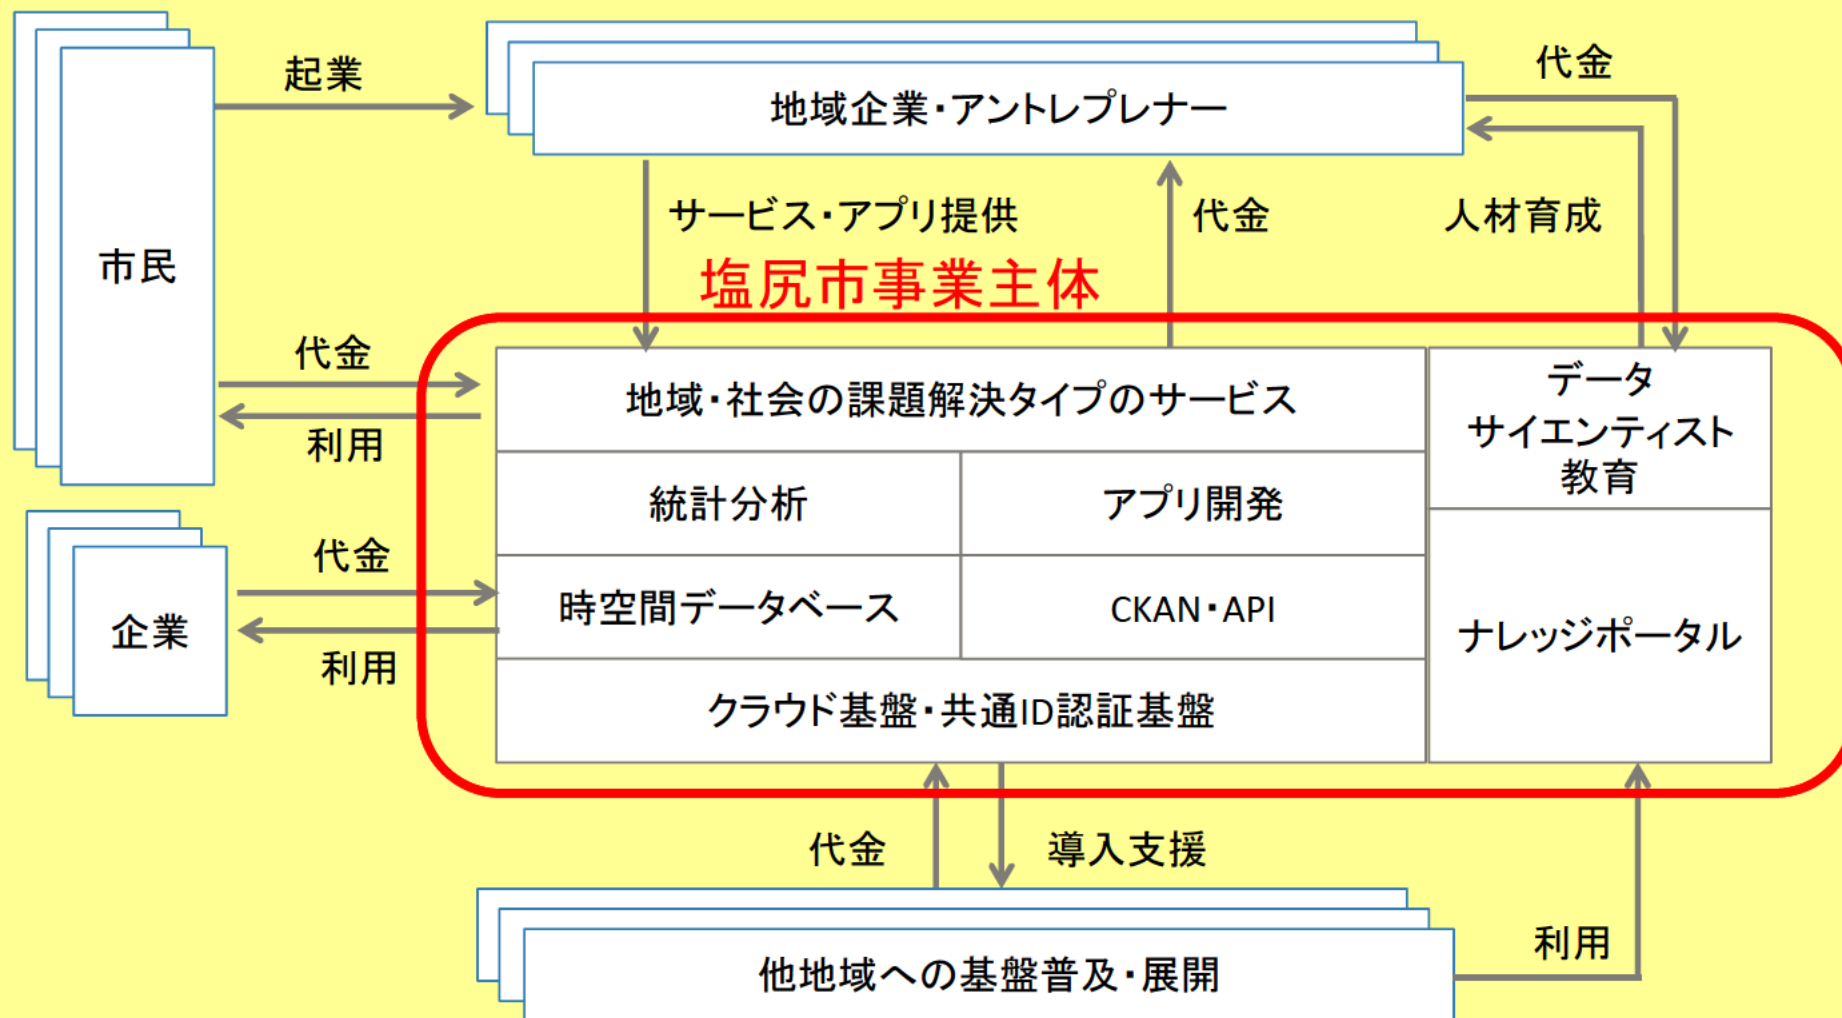 起業
地域企業・アントレプレナー
代金
市民
サービス・アプリ提供
代金
人材育成
塩尻市事業主体
代金
利用
地域・社会の課題解決タイプのサービス
データ
サイエンティスト
教育
統計分析
アプリ開発
企業
代金
利用
時空間データベース
CKAN・API
ナレッジポータル
クラウド基盤・共通ID認証基盤
代金
導入支援
他地域への基盤普及・展開
利用